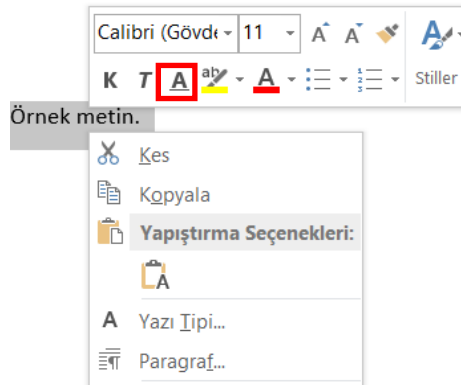 Calibri (Gövde 11 A A A
K T A ab A Stiller
Örnek metin.
Kes
Kopyala
Yapıştırma Seçenekleri:
A
A Yazı Tipi...
Paragraf...